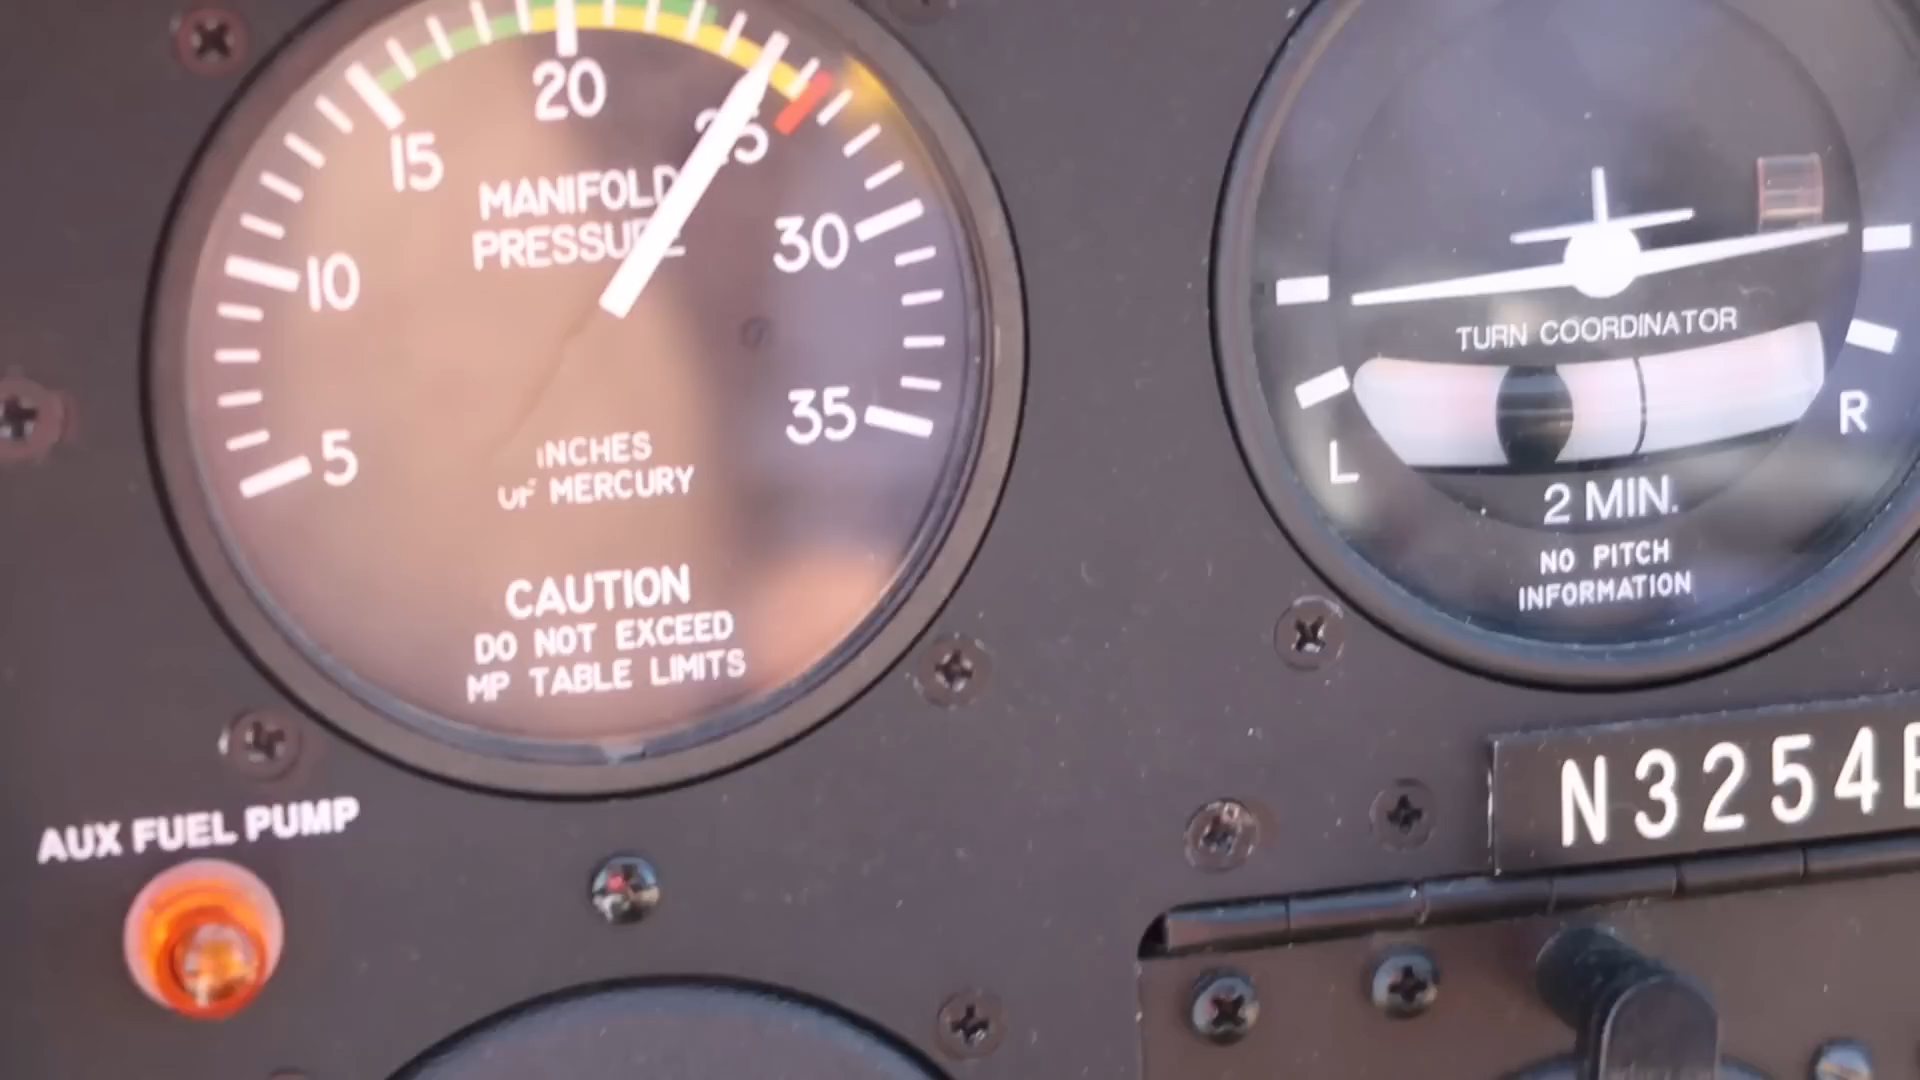 20
25
15
MANIFOLD
PRESSURE
30
10
35
5
INCHES
OF MERCURY
CAUTION
DO NOT EXCEED
MP TABLE LIMITS
TURN COORDINATOR
L
R
2 MIN.
NO PITCH
INFORMATION
N3254
AUX FUEL PUMP